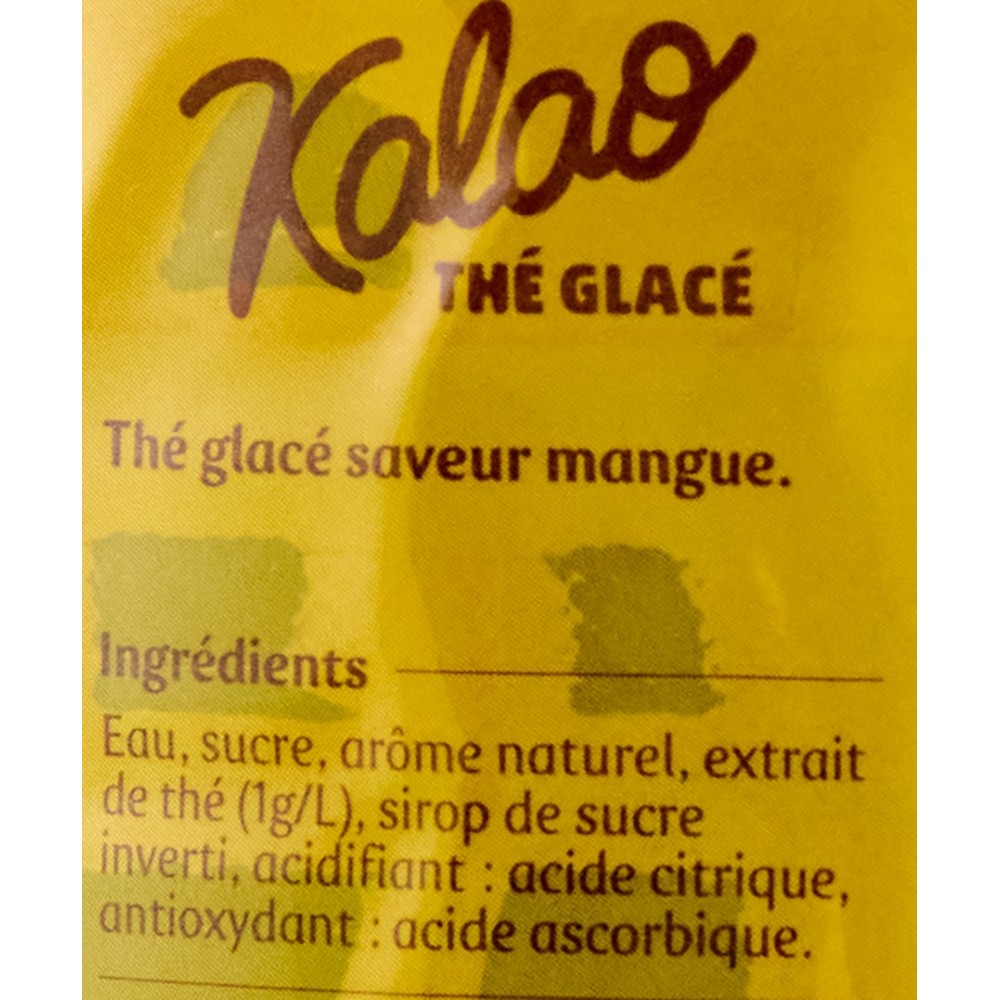 Kalao
THÉ GLACÉ
Thé glacé saveur mangue.
Ingrédients
Eau, sucre, arôme naturel, extrait
de thé (1g/L), sirop de sucre
inverti, acidifiant : acide citrique,
antioxydant : acide ascorbique.